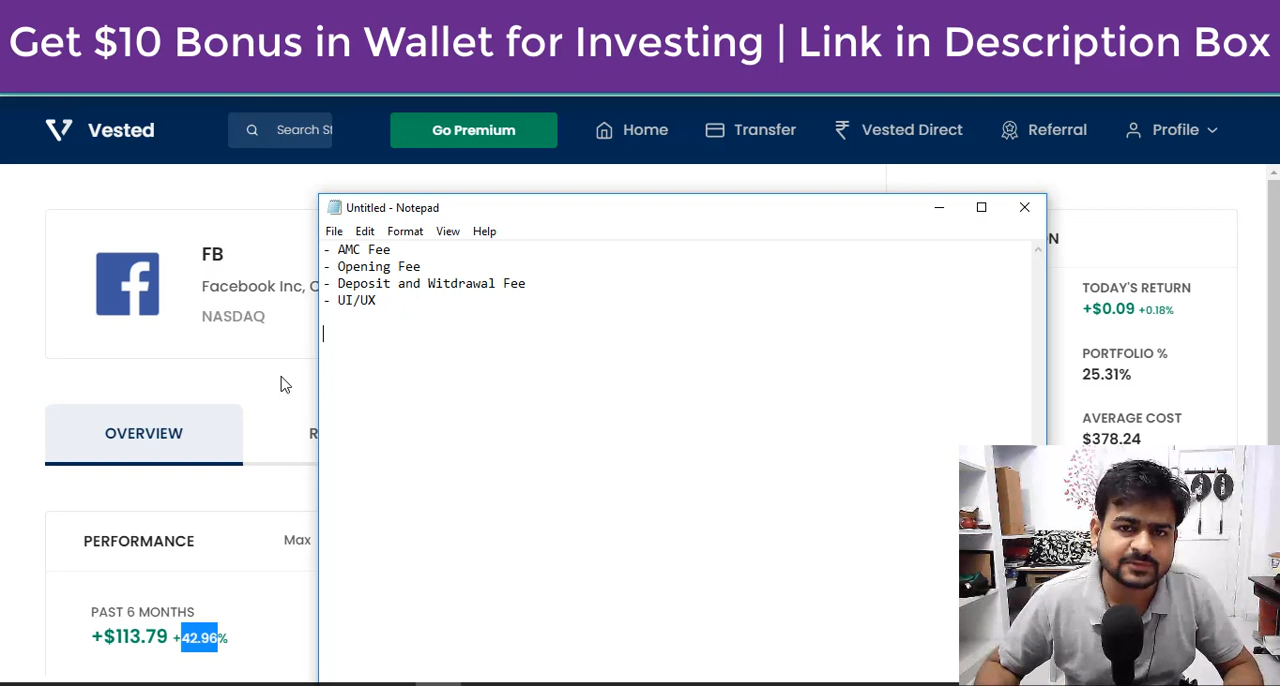 Get $10 Bonus in Wallet for Investing | Link in Description Box
Vested
Search St
Go Premium
Home
Transfer
Vested Direct
Referral
Profile
Untitled - Notepad
File Edit Format View Help
- AMC Fee
- Opening Fee
- Deposit and Witdrawal Fee
- UI/UX
FB
Facebook Inc, C
NASDAQ
OVERVIEW
R
PERFORMANCE
Max
PAST 6 MONTHS
+$113.79 +42.96%
N
TODAY'S RETURN
+$0.09 +0.18%
PORTFOLIO %
25.31%
AVERAGE COST
$378.24